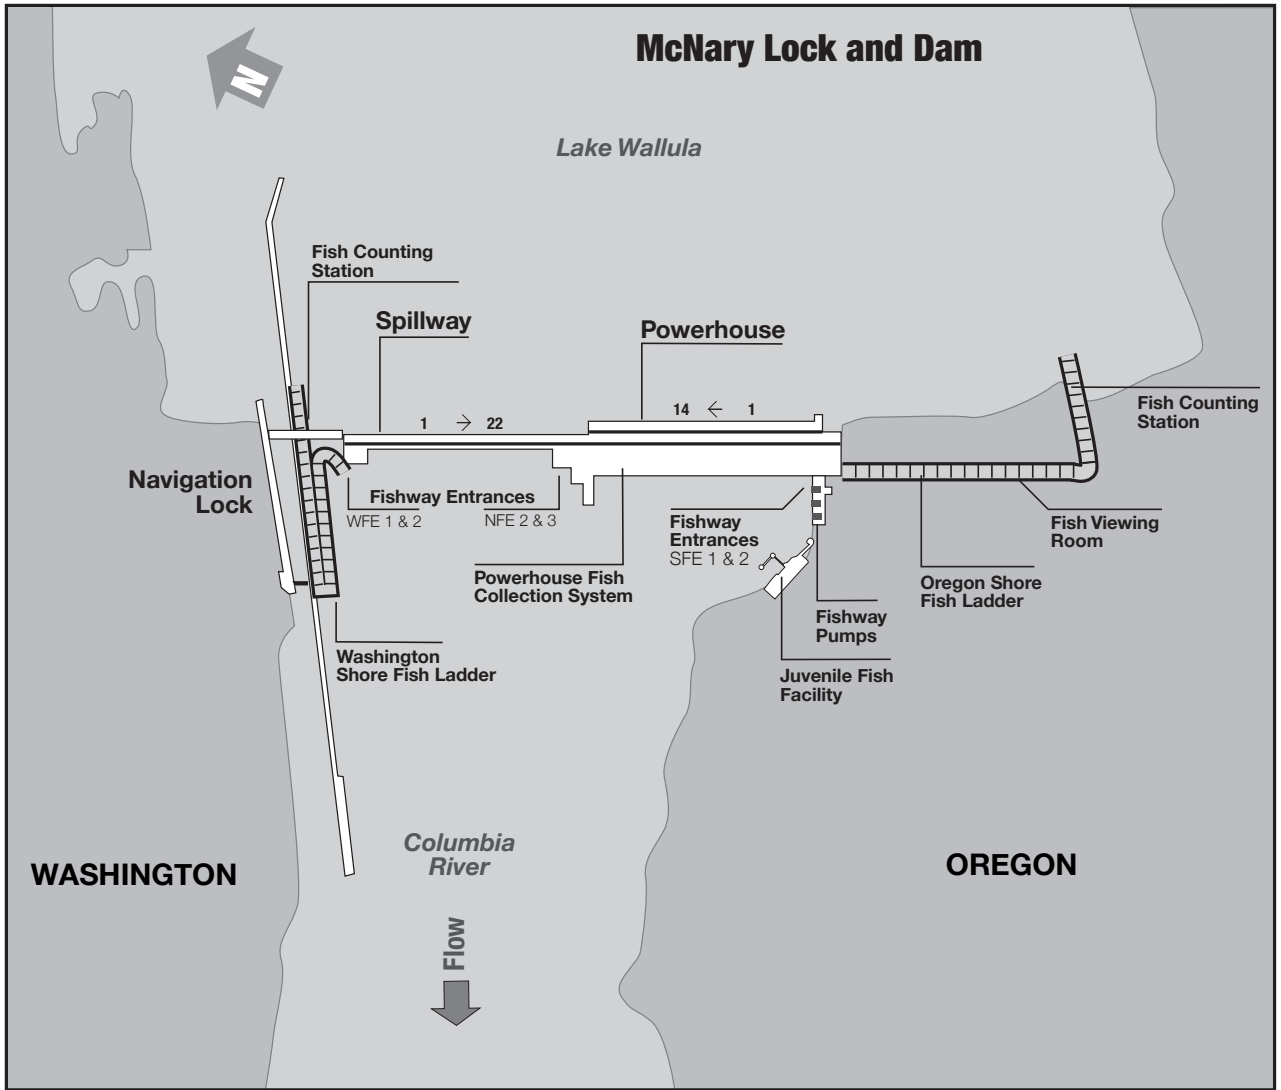 McNary Lock and Dam
N
Lake Wallula
Fish Counting
Station
Spillway
Powerhouse
14 ← 1
1 → 22
Fish Counting
Station
Navigation
Lock
Fishway Entrances
WFE 1 & 2
NFE 2 & 3
Fishway
Entrances
SFE 1 & 2
Fish Viewing
Room
Powerhouse Fish
Collection System
Oregon Shore
Fish Ladder
Fishway
Pumps
Washington
Shore Fish Ladder
Juvenile Fish
Facility
Columbia
River
WASHINGTON
OREGON
Flow